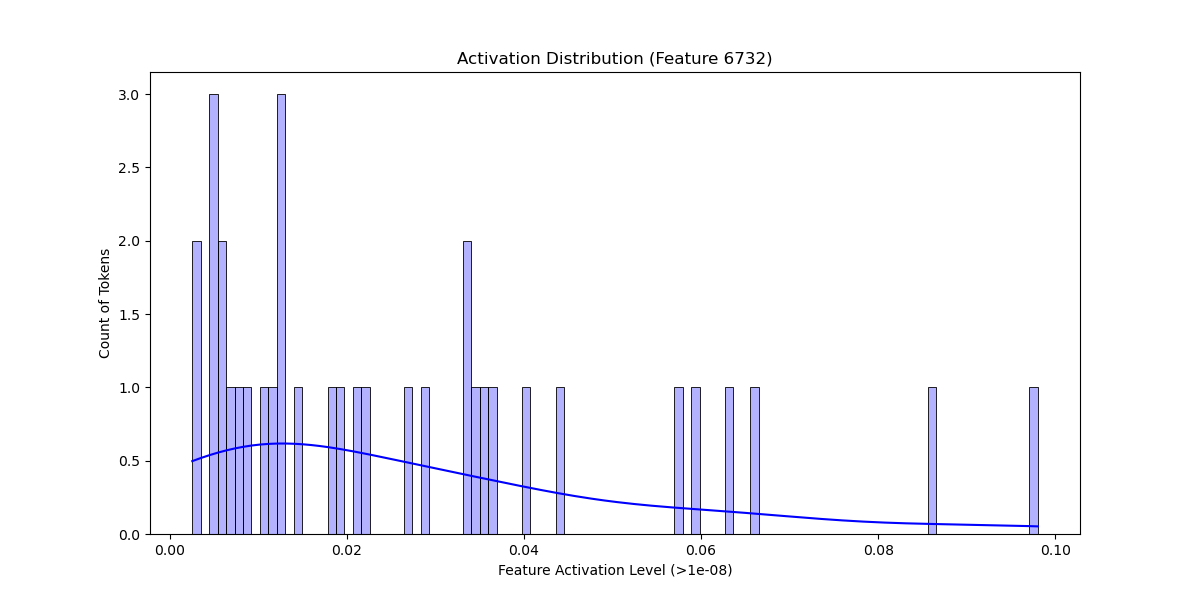 Activation Distribution (Feature 6732)
3.0
2.5
2.0
1.5
1.0
0.5
0.0
Count of Tokens
0.00 0.02 0.04 0.06 0.08 0.10
Feature Activation Level (>1e-08)